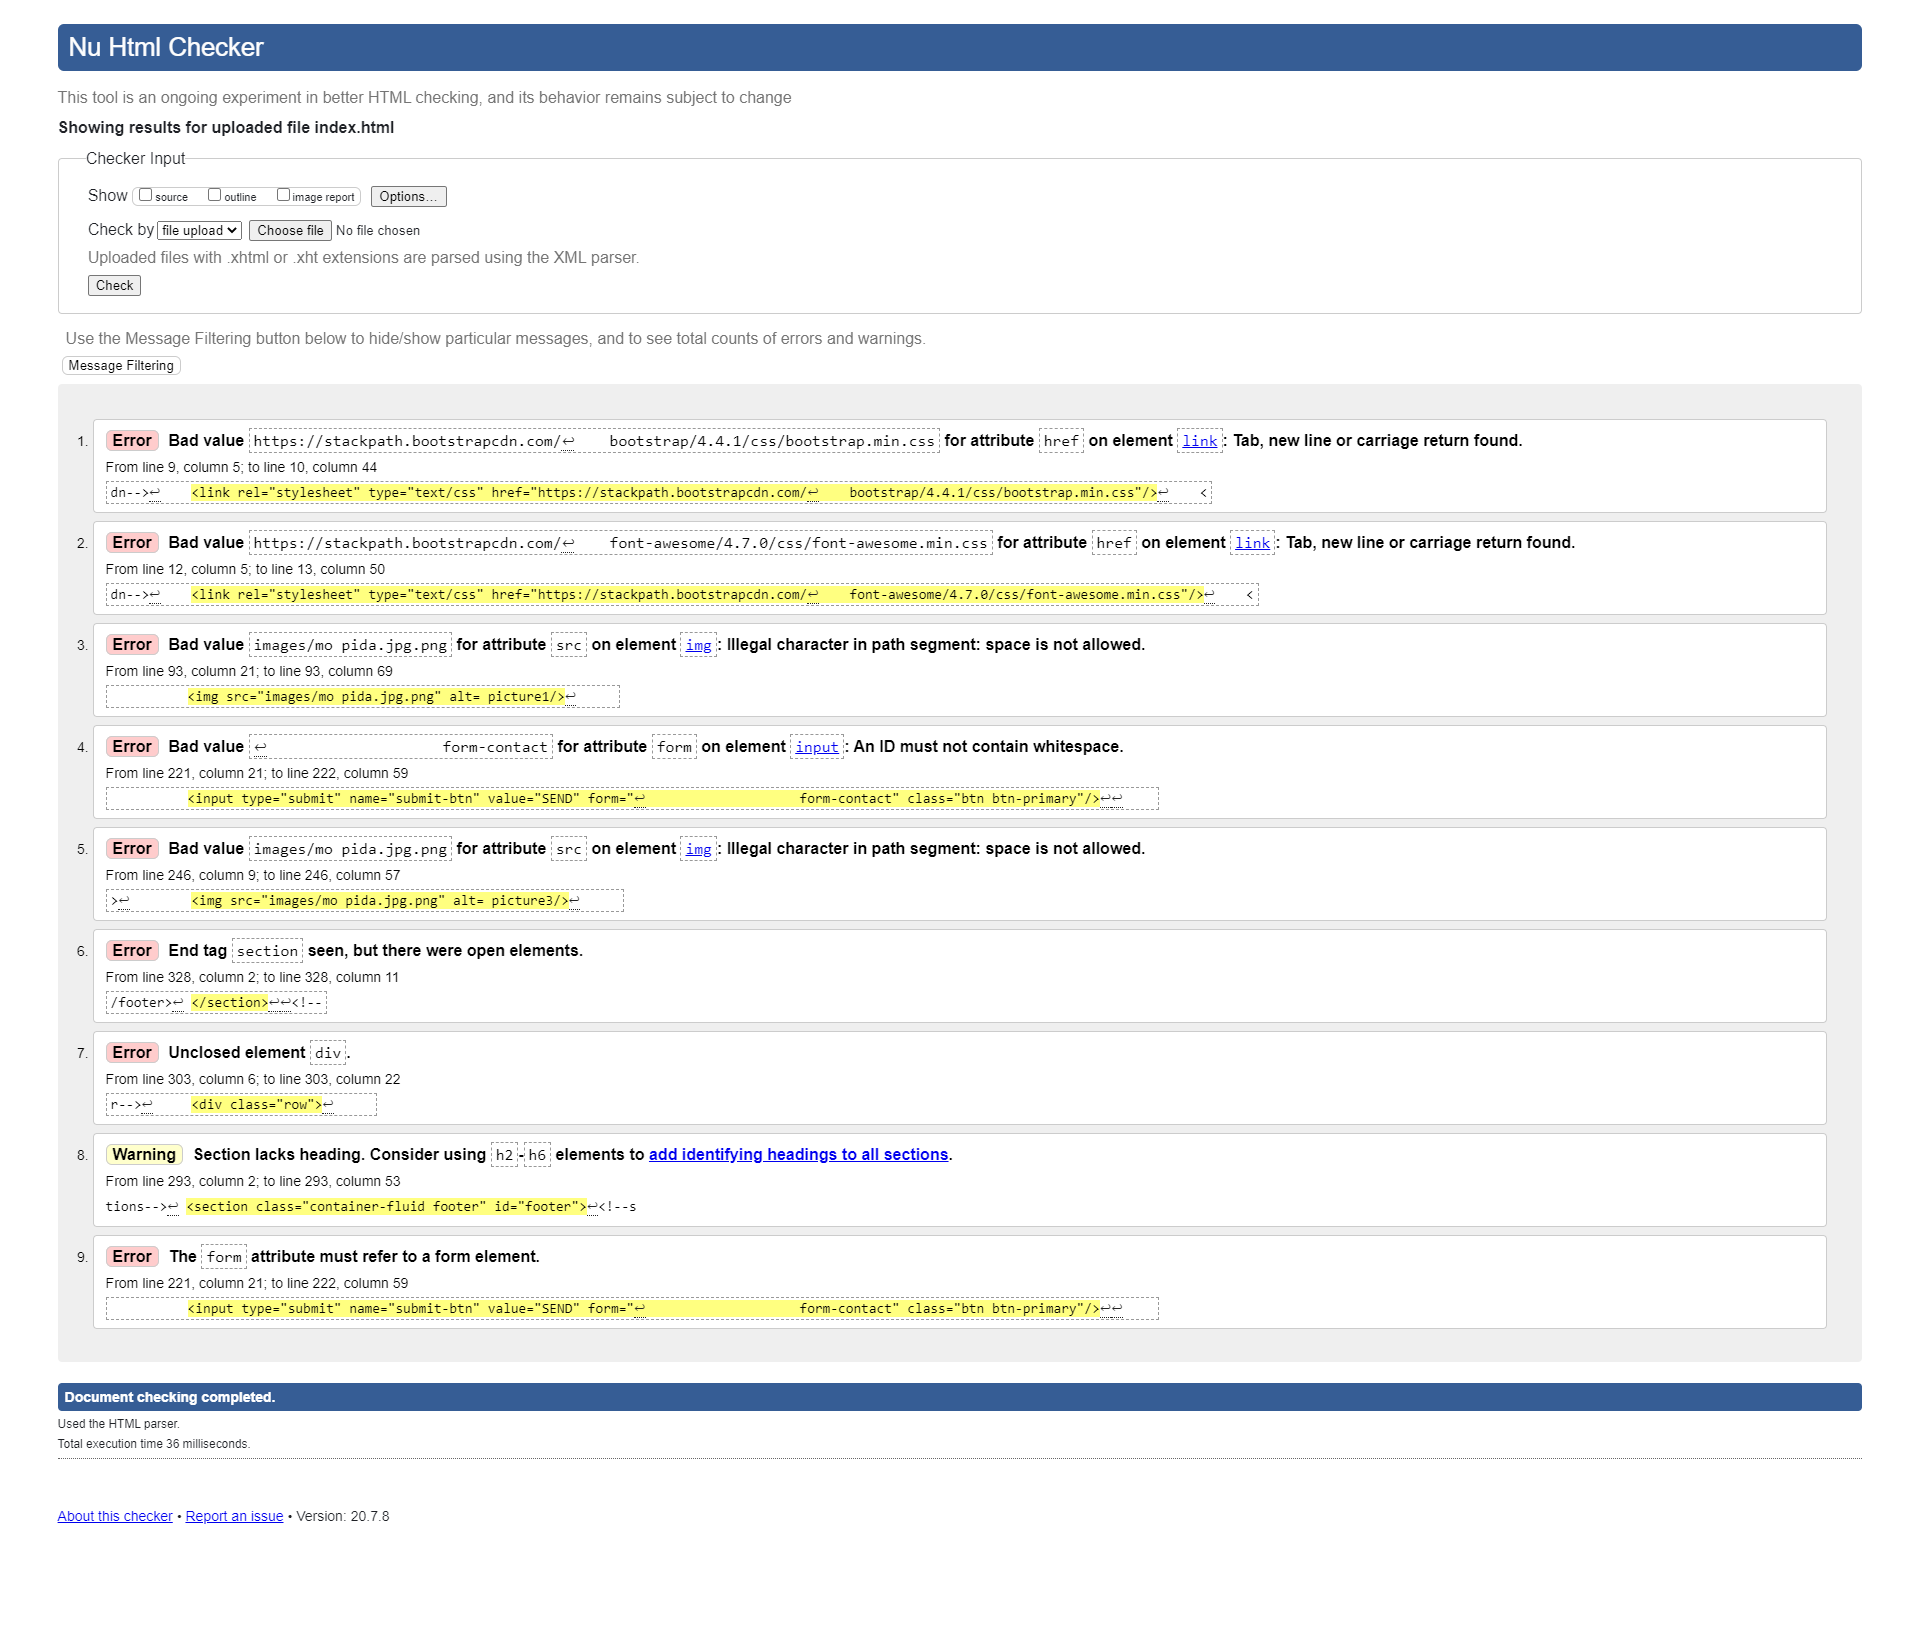 Nu Html Checker
This tool is an ongoing experiment in better HTML checking, and its behavior remains subject to change
Showing results for uploaded file index.html
Checker Input
Show source outline image report Options...
Check by file upload Choose file No file chosen
Uploaded files with .xhtml or .xht extensions are parsed using the XML parser.
Check
Use the Message Filtering button below to hide/show particular messages, and to see total counts of errors and warnings.
Message Filtering
1. Error Bad value https://stackpath.bootstrapcdn.com/↩ bootstrap/4.4.1/css/bootstrap.min.css for attribute href on element link: Tab, new line or carriage return found.
From line 9, column 5; to line 10, column 44
dn-->↩ <link rel="stylesheet" type="text/css" href="https://stackpath.bootstrapcdn.com/↩ bootstrap/4.4.1/css/bootstrap.min.css"/>↩ <
2. Error Bad value https://stackpath.bootstrapcdn.com/↩ font-awesome/4.7.0/css/font-awesome.min.css for attribute href on element link: Tab, new line or carriage return found.
From line 12, column 5; to line 13, column 50
dn-->↩ <link rel="stylesheet" type="text/css" href="https://stackpath.bootstrapcdn.com/↩ font-awesome/4.7.0/css/font-awesome.min.css"/>↩ <
3. Error Bad value images/mo pida.jpg.png for attribute src on element img: Illegal character in path segment: space is not allowed.
From line 93, column 21; to line 93, column 69
<img src="images/mo pida.jpg.png" alt= picture1/>↩
4. Error Bad value ↩ form-contact for attribute form on element input: An ID must not contain whitespace.
From line 221, column 21; to line 222, column 59
<input type="submit" name="submit-btn" value="SEND" form="↩ form-contact" class="btn btn-primary"/>↩↩
5. Error Bad value images/mo pida.jpg.png for attribute src on element img: Illegal character in path segment: space is not allowed.
From line 246, column 9; to line 246, column 57
>↩ <img src="images/mo pida.jpg.png" alt= picture3/>↩
6. Error End tag section seen, but there were open elements.
From line 328, column 2; to line 328, column 11
/footer>↩ </section>↩↩<!--
7. Error Unclosed element div.
From line 303, column 6; to line 303, column 22
r-->↩ <div class="row">↩
8. Warning Section lacks heading. Consider using h2-h6 elements to add identifying headings to all sections.
From line 293, column 2; to line 293, column 53
tions-->↩ <section class="container-fluid footer" id="footer">↩<!--s
9. Error The form attribute must refer to a form element.
From line 221, column 21; to line 222, column 59
<input type="submit" name="submit-btn" value="SEND" form="↩ form-contact" class="btn btn-primary"/>↩↩
Document checking completed.
Used the HTML parser.
Total execution time 36 milliseconds.
About this checker • Report an issue • Version: 20.7.8